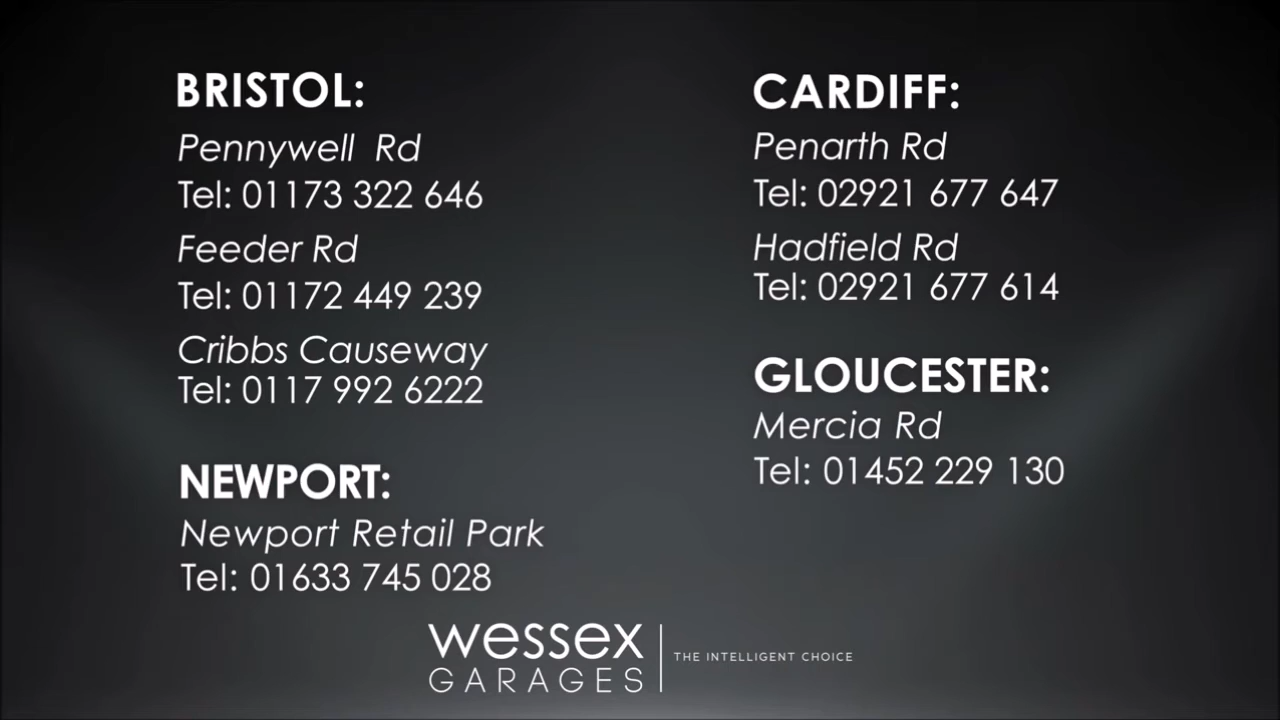 BRISTOL:
Pennywell Rd
Tel: 01173 322 646
Feeder Rd
Tel: 01172 449 239
Cribbs Causeway
Tel: 0117 992 6222
NEWPORT:
Newport Retail Park
Tel: 01633 745 028
CARDIFF:
Penarth Rd
Tel: 02921 677 647
Hadfield Rd
Tel: 02921 677 614
GLOUCESTER:
Mercia Rd
Tel: 01452 229 130
wessex
GARAGES
THE INTELLIGENT CHOICE